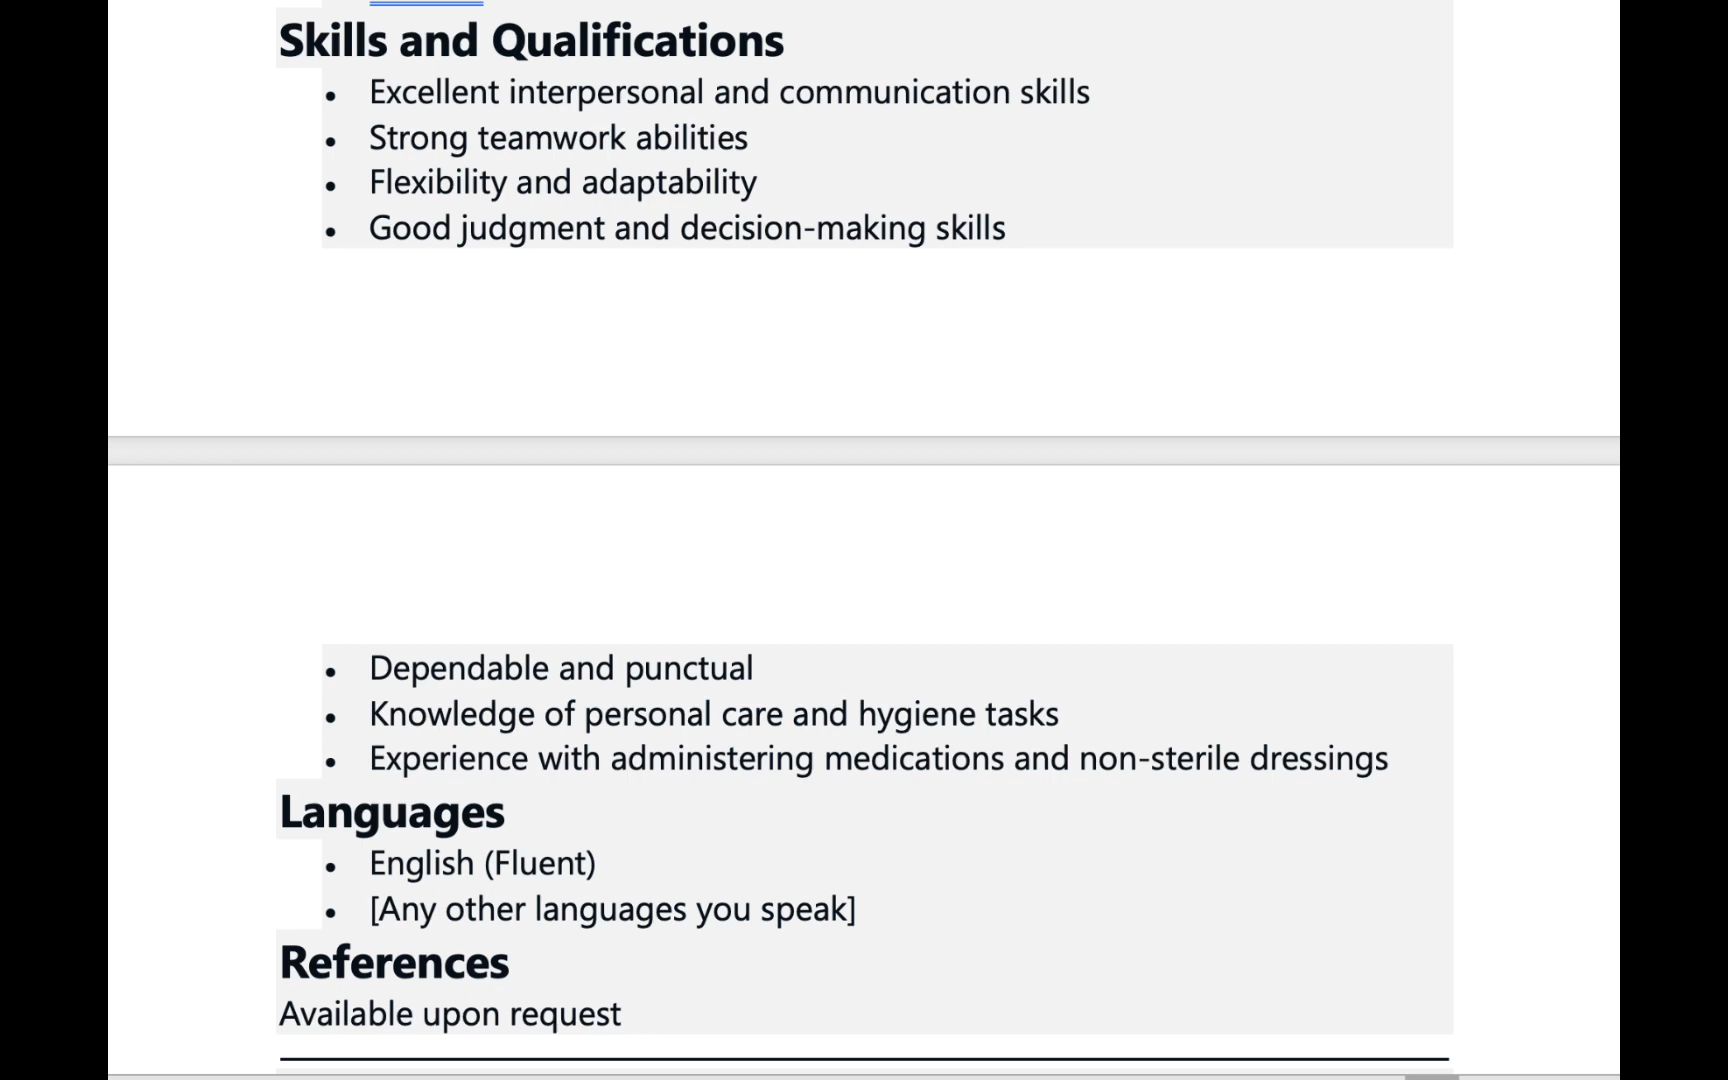 Skills and Qualifications
• Excellent interpersonal and communication skills
• Strong teamwork abilities
• Flexibility and adaptability
• Good judgment and decision-making skills
• Dependable and punctual
• Knowledge of personal care and hygiene tasks
• Experience with administering medications and non-sterile dressings
Languages
• English (Fluent)
• [Any other languages you speak]
References
Available upon request